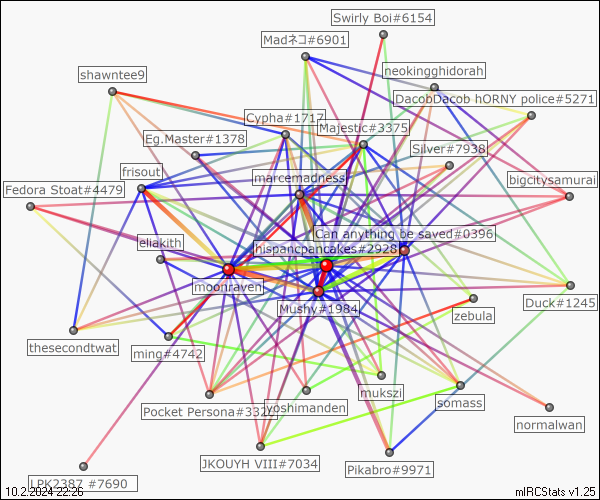 Swirly Boi#6154
Madネコ#6901
neokingghidorah
shawntee9
DacobDacob hORNY police#5271
Cypha#1717
Majestic#3375
Eg.Master#1378
Silver#7938
frisout
marcemadness
bigcitysamurai
Fedora Stoat#4479
Can anything be saved#0396
eliakith
hispancpancakes#2928
moonraven
Mushy#1984
Duck#1245
zebula
thesecondtwat
ming#4742
mukszi
Pocket Persona#3327
yoshimanden
somass
normalwan
JKOUYH VIII#7034
Pikabro#9971
LPK2387 #7690
10.2.2024 22:26
mIRCStats v1.25